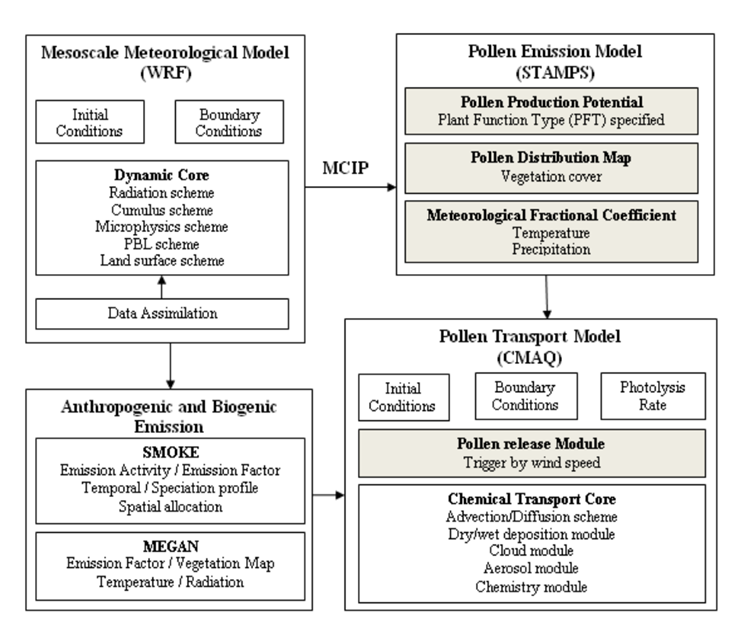 Mesoscale Meteorological Model
(WRF)
Initial
Conditions
Boundary
Conditions
Dynamic Core
Radiation scheme
Cumulus scheme
Microphysics scheme
PBL scheme
Land surface scheme
Data Assimilation
MCIP
Pollen Emission Model
(STAMPS)
Pollen Production Potential
Plant Function Type (PFT) specified
Pollen Distribution Map
Vegetation cover
Meteorological Fractional Coefficient
Temperature
Precipitation
Anthropogenic and Biogenic
Emission
SMOKE
Emission Activity / Emission Factor
Temporal / Speciation profile
Spatial allocation
MEGAN
Emission Factor / Vegetation Map
Temperature / Radiation
Pollen Transport Model
(CMAQ)
Initial
Conditions
Boundary
Conditions
Photolysis
Rate
Pollen release Module
Trigger by wind speed
Chemical Transport Core
Advection/Diffusion scheme
Dry/wet deposition module
Cloud module
Aerosol module
Chemistry module